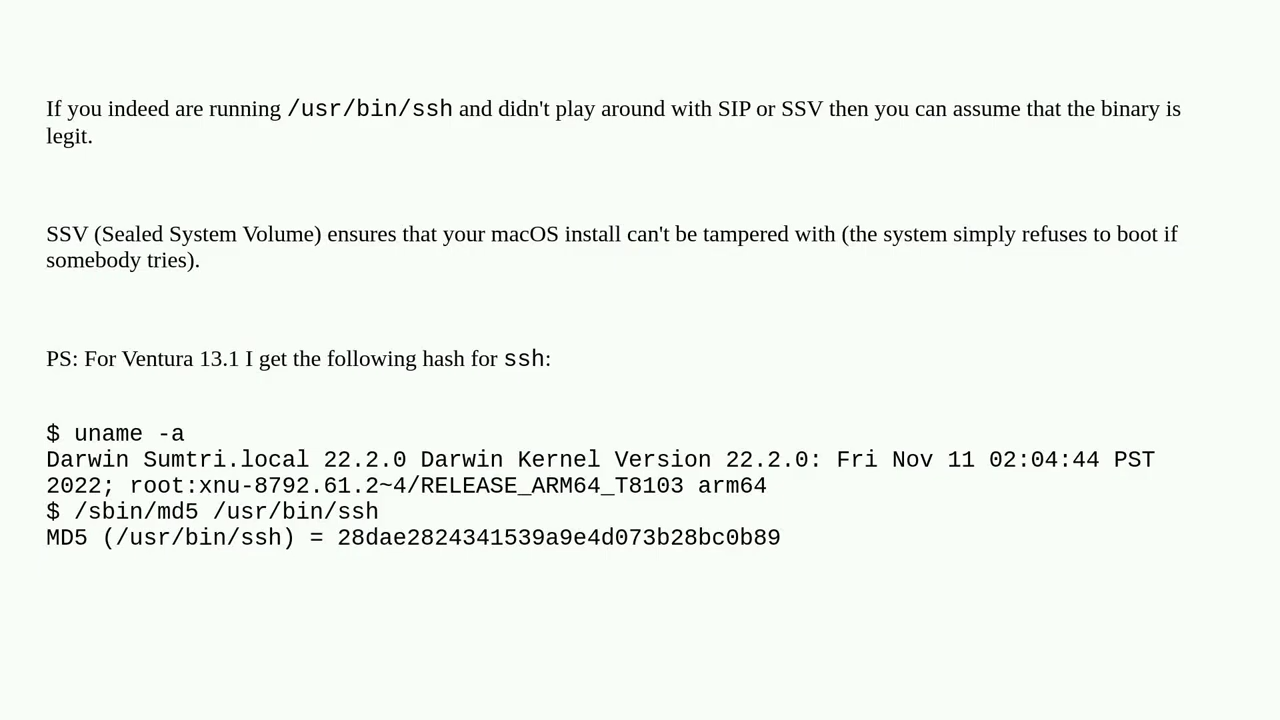 If you indeed are running /usr/bin/ssh and didn't play around with SIP or SSV then you can assume that the binary is
legit.
SSV (Sealed System Volume) ensures that your macOS install can't be tampered with (the system simply refuses to boot if
somebody tries).
PS: For Ventura 13.1 I get the following hash for ssh:
$ uname -a
Darwin Sumtri.local 22.2.0 Darwin Kernel Version 22.2.0: Fri Nov 11 02:04:44 PST
2022; root:xnu-8792.61.2~4/RELEASE_ARM64_T8103 arm64
$ /sbin/md5 /usr/bin/ssh
MD5 (/usr/bin/ssh) = 28dae2824341539a9e4d073b28bc0b89